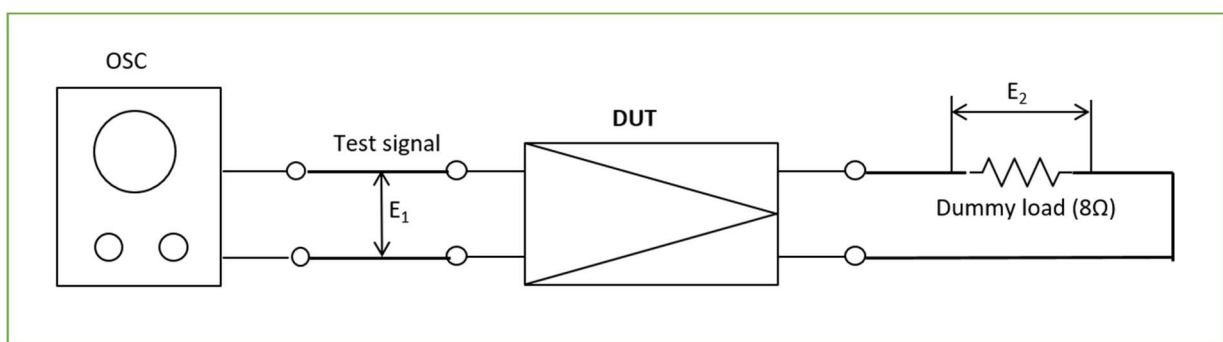 OSC
Test signal
E₁
DUT
E₂
Dummy load (8Ω)